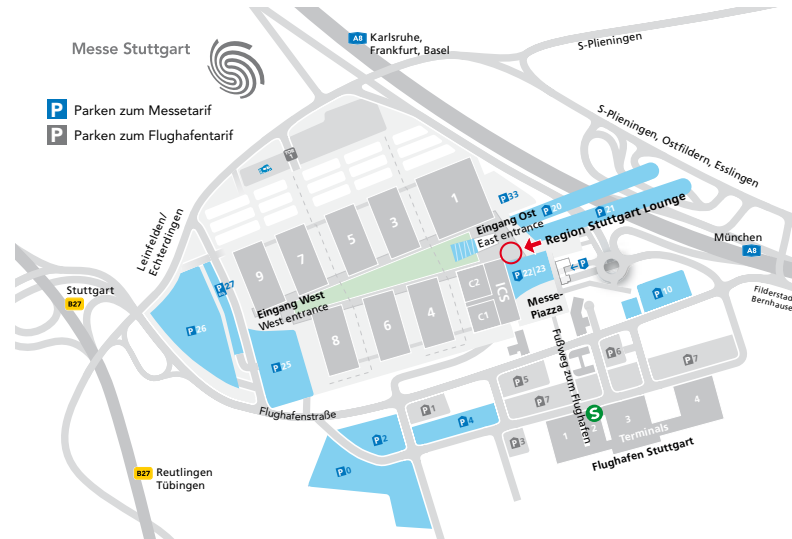 Messe Stuttgart
P Parken zum Messetarif
P Parken zum Flughafentarif
A8 Karlsruhe,
Frankfurt, Basel
S-Plieningen
S-Plieningen, Ostfildern, Esslingen
TOR
1
Leinfelden/
Echterdingen
1
3
5
7
9
P33
P20
P21
Eingang Ost
East entrance
Region Stuttgart Lounge
München
A8
P27
Stuttgart
B27
P26
Eingang West
West entrance
C2
ICS
C1
P22|23
P
Messe-
Piazza
P10
Filderstadt
Bernhause
8
6
4
P25
Fußweg zum Flughafen
P6
P7
P5
P7
P1
P4
Flughafenstraße
P2
P3
P0
S
1
2
3
4
Terminals
Flughafen Stuttgart
B27 Reutlingen
Tübingen